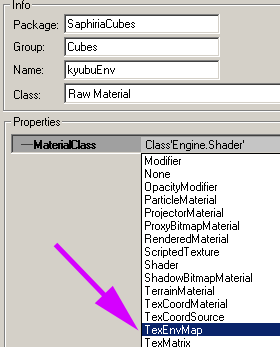 Info
Package: SaphiriaCubes
Group: Cubes
Name: kyubuEnv
Class: Raw Material
Properties
MaterialClass Class'Engine.Shader'
Modifier
None
OpacityModifier
ParticleMaterial
ProjectorMaterial
ProxyBitmapMaterial
RenderedMaterial
ScriptedTexture
Shader
ShadowBitmapMaterial
TerrainMaterial
TexCoordMaterial
TexCoordSource
TexEnvMap
TexMatrix